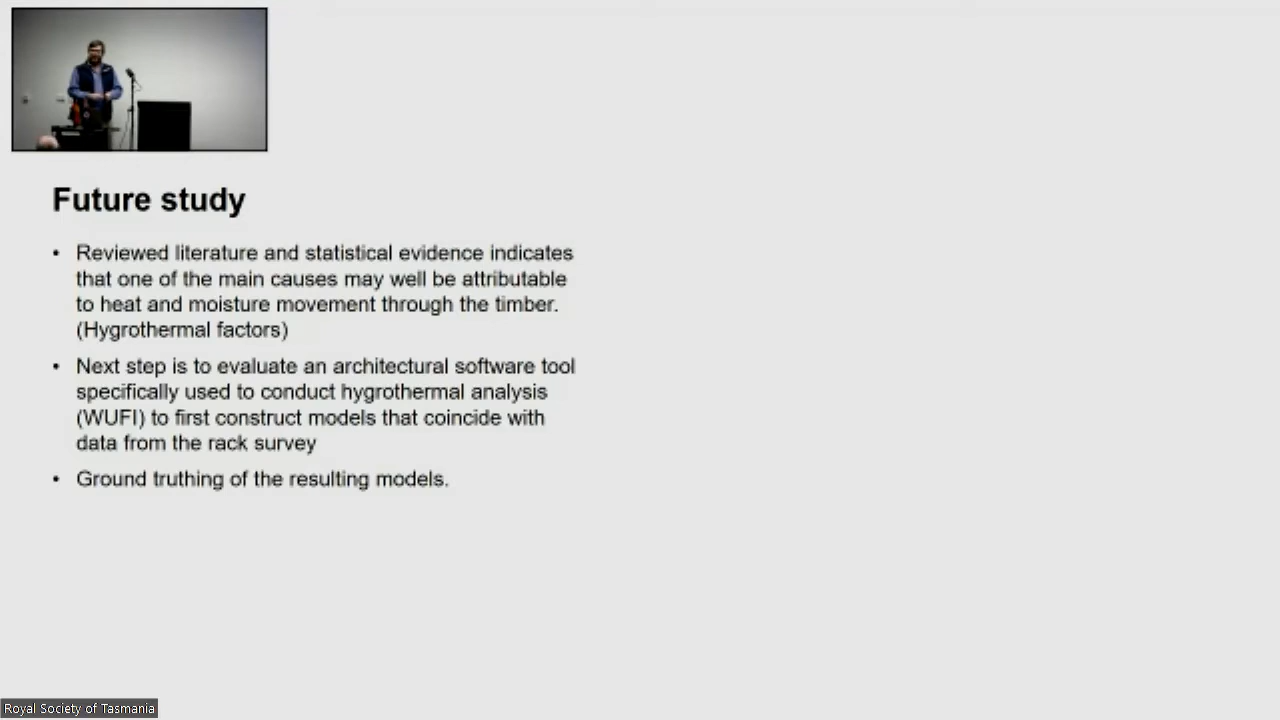 Future study
• Reviewed literature and statistical evidence indicates
that one of the main causes may well be attributable
to heat and moisture movement through the timber.
(Hygrothermal factors)
• Next step is to evaluate an architectural software tool
specifically used to conduct hygrothermal analysis
(WUFI) to first construct models that coincide with
data from the rack survey
• Ground truthing of the resulting models.
Royal Society of Tasmania